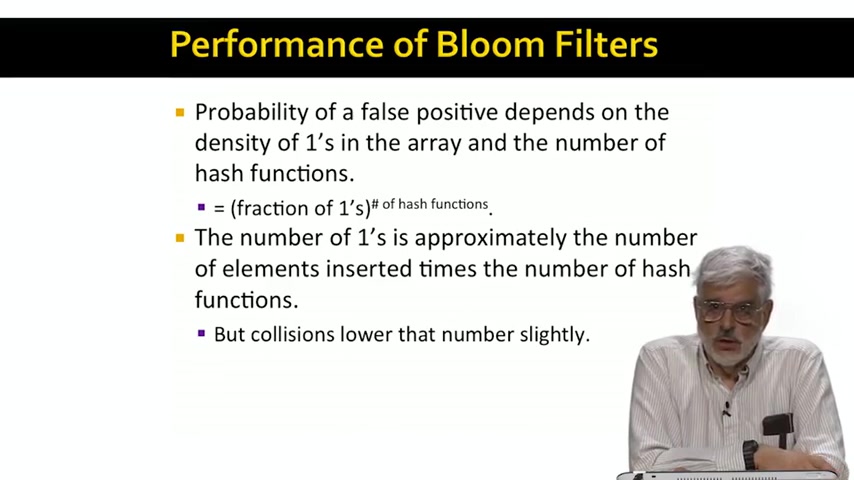 Performance of Bloom Filters
Probability of a false positive depends on the
density of 1's in the array and the number of
hash functions.
= (fraction of 1's)# of hash functions.
The number of 1's is approximately the number
of elements inserted times the number of hash
functions.
But collisions lower that number slightly.